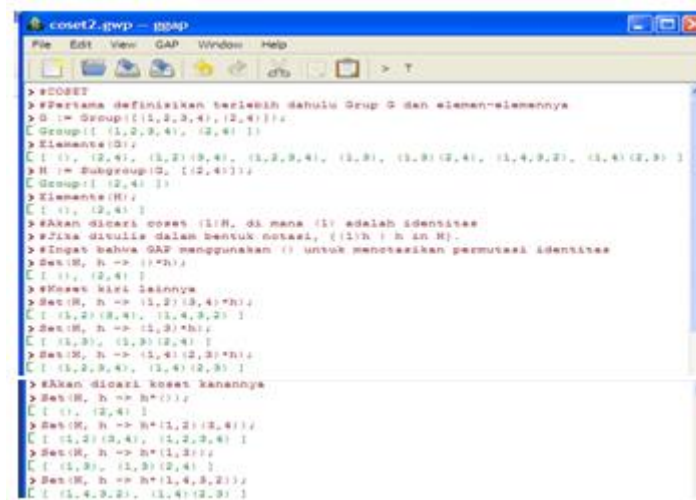 coset2.gwp — ggap
File Edit View GAP Window Help
> #COSET
> #Pertama definisikan terlebih dahulu Grup G dan elemen-elemennya
> G := Group([(1,2,3,4),(2,4)]);
[ Group([ (1,2,3,4), (2,4) ])
> Elements(G);
[ [ (), (2,4), (1,2)(3,4), (1,2,3,4), (1,3), (1,3)(2,4), (1,4,3,2), (1,4)(2,3) ]
> H := Subgroup(G, [(2,4)]);
[ Group([ (2,4) ])
> Elements(H);
[ [ (), (2,4) ]
> #Akan dicari coset (1)H, di mana (1) adalah identitas
> #Jika ditulis dalam bentuk notasi, {(1)h | h in H}.
> #Ingat bahwa GAP menggunakan () untuk menotasikan permutasi identitas
> Set(H, h -> ()*h);
[ [ (), (2,4) ]
> #Koset kiri lainnya
> Set(H, h -> (1,2)(3,4)*h);
[ [ (1,2)(3,4), (1,4,3,2) ]
> Set(H, h -> (1,3)*h);
[ [ (1,3), (1,3)(2,4) ]
> Set(H, h -> (1,4)(2,3)*h);
[ [ (1,2,3,4), (1,4)(2,3) ]
> #Akan dicari koset kanannya
> Set(H, h -> h*());
[ [ (), (2,4) ]
> Set(H, h -> h*(1,2)(3,4));
[ [ (1,2)(3,4), (1,2,3,4) ]
> Set(H, h -> h*(1,3));
[ [ (1,3), (1,3)(2,4) ]
> Set(H, h -> h*(1,4,3,2));
[ [ (1,4,3,2), (1,4)(2,3) ]